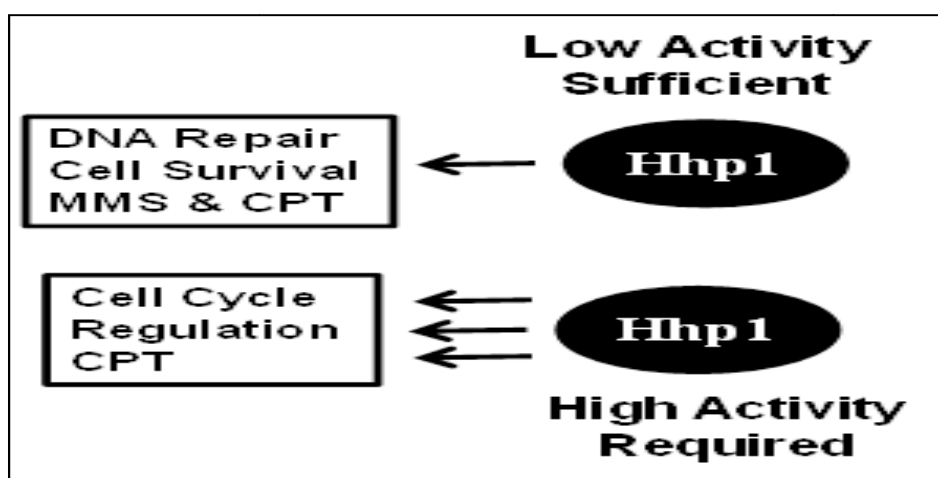 Low Activity
Sufficient
DNA Repair
Cell Survival
MMS & CPT
Hhp1
Cell Cycle
Regulation
CPT
Hhp1
High Activity
Required